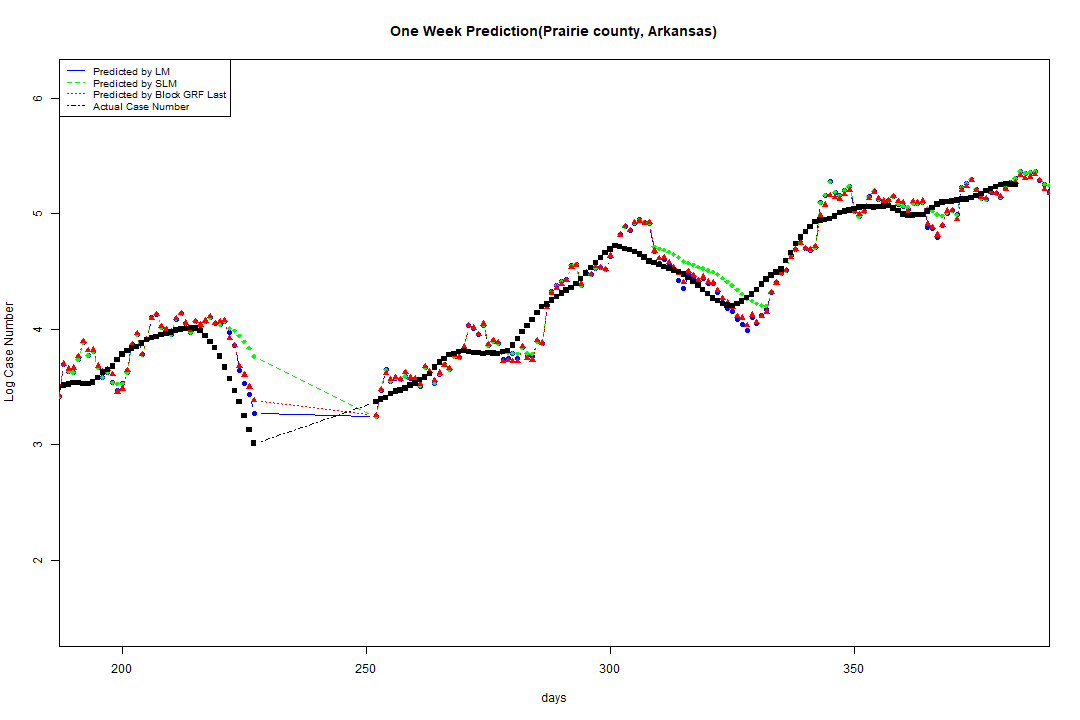 One Week Prediction(Prairie county, Arkansas)
Predicted by LM
Predicted by SLM
Predicted by Block GRF Last
Actual Case Number
6
5
4
3
2
Log Case Number
200 250 300 350
days